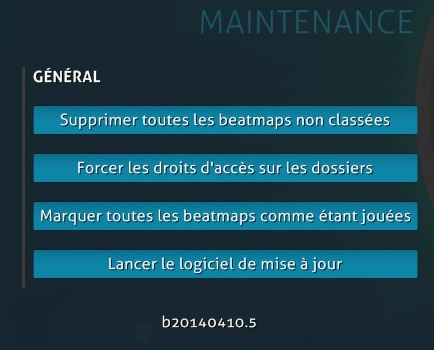 MAINTENANCE
GÉNÉRAL
Supprimer toutes les beatmaps non classées
Forcer les droits d'accès sur les dossiers
Marquer toutes les beatmaps comme étant jouées
Lancer le logiciel de mise à jour
b20140410.5